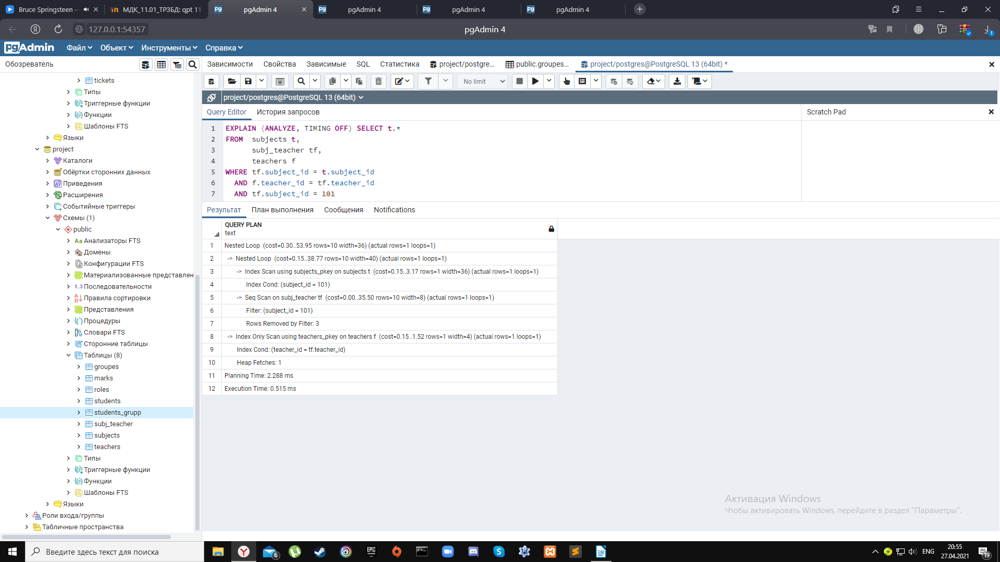 Bruce Springsteen —
МДК_11.01_ТРЗБД: qpt 11
pgAdmin 4
pgAdmin 4
pgAdmin 4
pgAdmin 4
127.0.0.1:54357
pgAdmin 4
1
pgAdmin
Файл
Объект
Инструменты
Справка
Обозреватель
Зависимости
Свойства
Зависимые
SQL
Статистика
project/postgre...
public.groupes...
project/postgres@PostgreSQL 13 (64bit) *
No limit
project/postgres@PostgreSQL 13 (64bit)
Query Editor
История запросов
Scratch Pad
tickets
Типы
Триггерные функции
Функции
Шаблоны FTS
Языки
project
Каталоги
Обёртки сторонних данных
Приведения
Расширения
Событийные триггеры
Схемы (1)
public
Анализаторы FTS
Домены
Конфигурации FTS
Материализованные представлен
Последовательности
Правила сортировки
Представления
Процедуры
Словари FTS
Сторонние таблицы
Таблицы (8)
groupes
marks
roles
students
students_grupp
subj_teacher
subjects
teachers
Типы
Триггерные функции
Функции
Шаблоны FTS
Языки
Роли входа/группы
Табличные пространства
1 EXPLAIN (ANALYZE, TIMING OFF) SELECT t.*
2 FROM subjects t,
3 subj_teacher tf,
4 teachers f
5 WHERE tf.subject_id = t.subject_id
6 AND f.teacher_id = tf.teacher_id
7 AND tf.subject_id = 101
Результат
План выполнения
Сообщения
Notifications
QUERY PLAN
text
1 Nested Loop (cost=0.30..53.95 rows=10 width=36) (actual rows=1 loops=1)
2 -> Nested Loop (cost=0.15..38.77 rows=10 width=40) (actual rows=1 loops=1)
3 -> Index Scan using subjects_pkey on subjects t (cost=0.15..3.17 rows=1 width=36) (actual rows=1 loops=1)
4 Index Cond: (subject_id = 101)
5 -> Seq Scan on subj_teacher tf (cost=0.00..35.50 rows=10 width=8) (actual rows=1 loops=1)
6 Filter: (subject_id = 101)
7 Rows Removed by Filter: 3
8 -> Index Only Scan using teachers_pkey on teachers f (cost=0.15..1.52 rows=1 width=4) (actual rows=1 loops=1)
9 Index Cond: (teacher_id = tf.teacher_id)
10 Heap Fetches: 1
11 Planning Time: 2.288 ms
12 Execution Time: 0.515 ms
Активация Windows
Чтобы активировать Windows, перейдите в раздел "Параметры".
Введите здесь текст для поиска
6
EPIC GAMES
ENG
20:55
27.04.2021
19